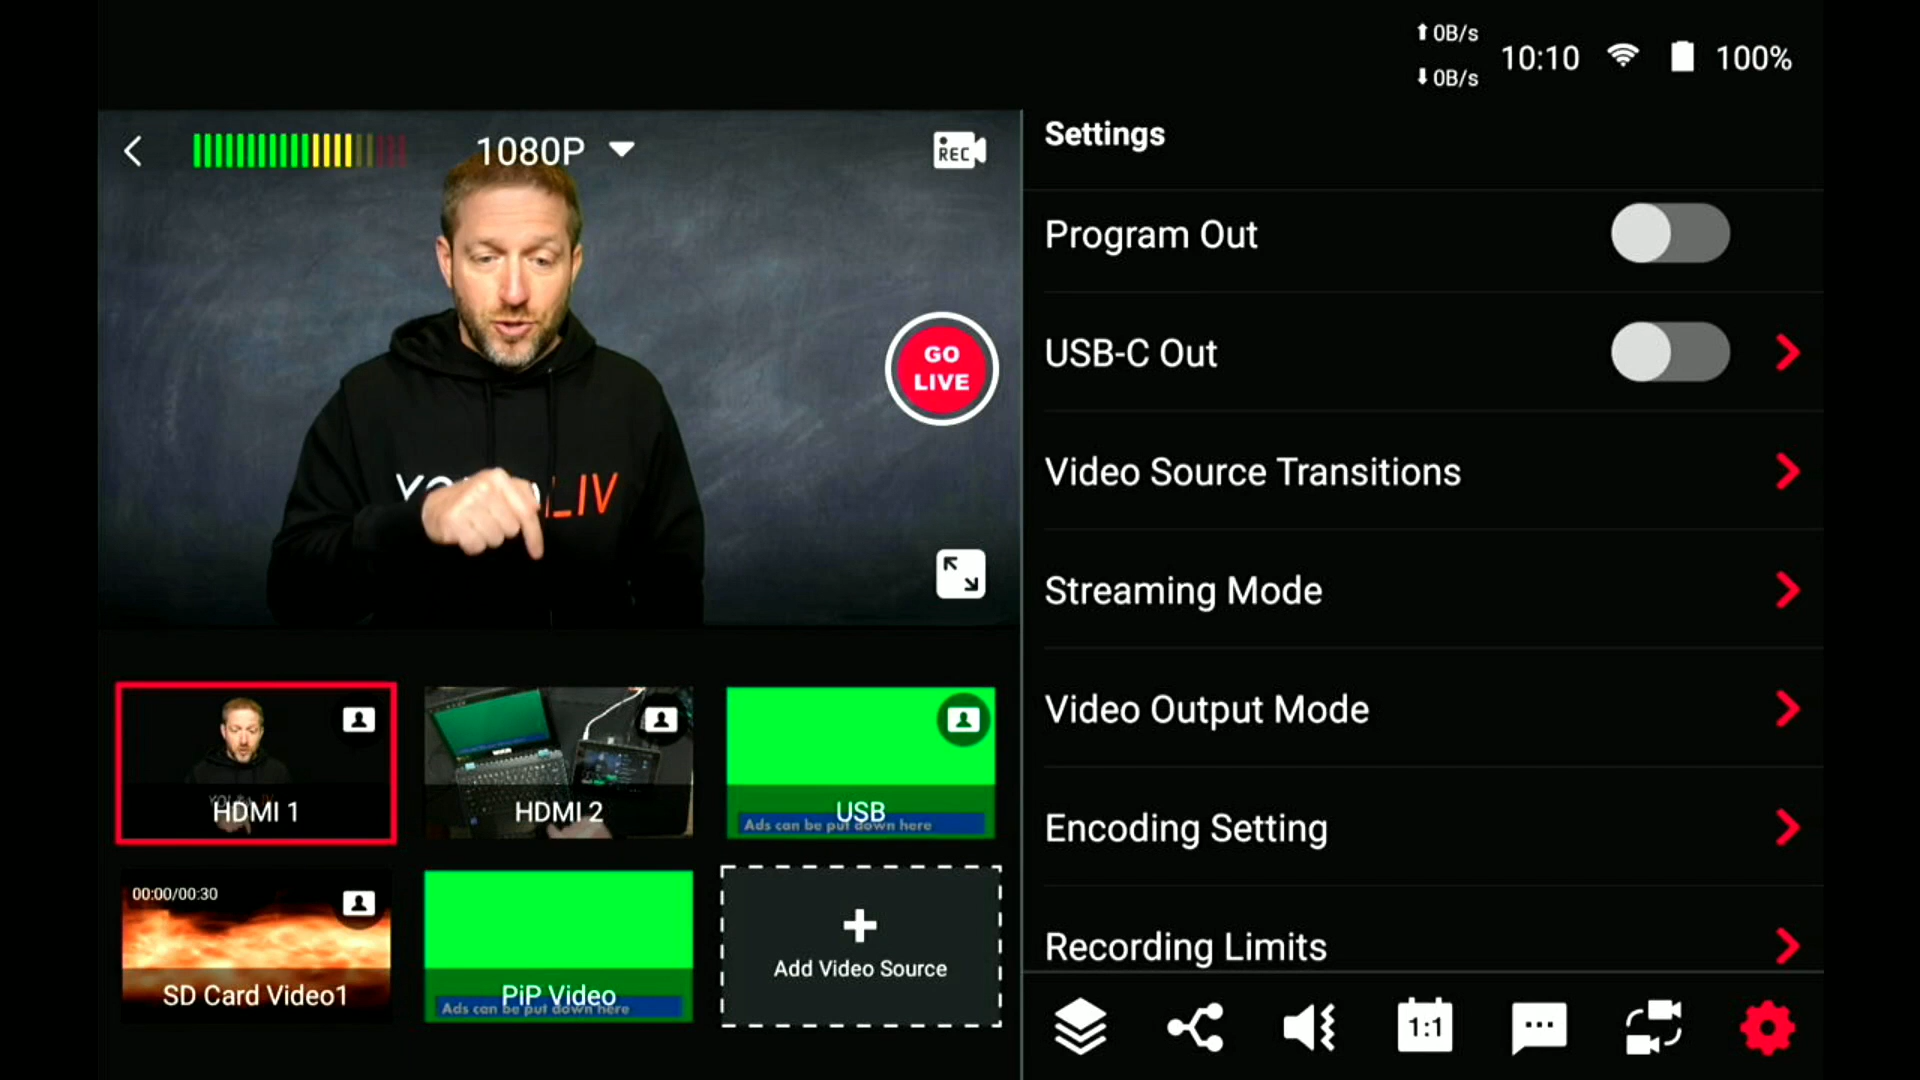 0B/s
0B/s
10:10
100%
1080P
REC
GO
LIVE
Settings
Program Out
USB-C Out
Video Source Transitions
Streaming Mode
Video Output Mode
Encoding Setting
Recording Limits
HDMI 1
HDMI 2
USB
Ads can be put down here
00:00/00:30
SD Card Video1
PiP Video
Ads can be put down here
Add Video Source
1:1